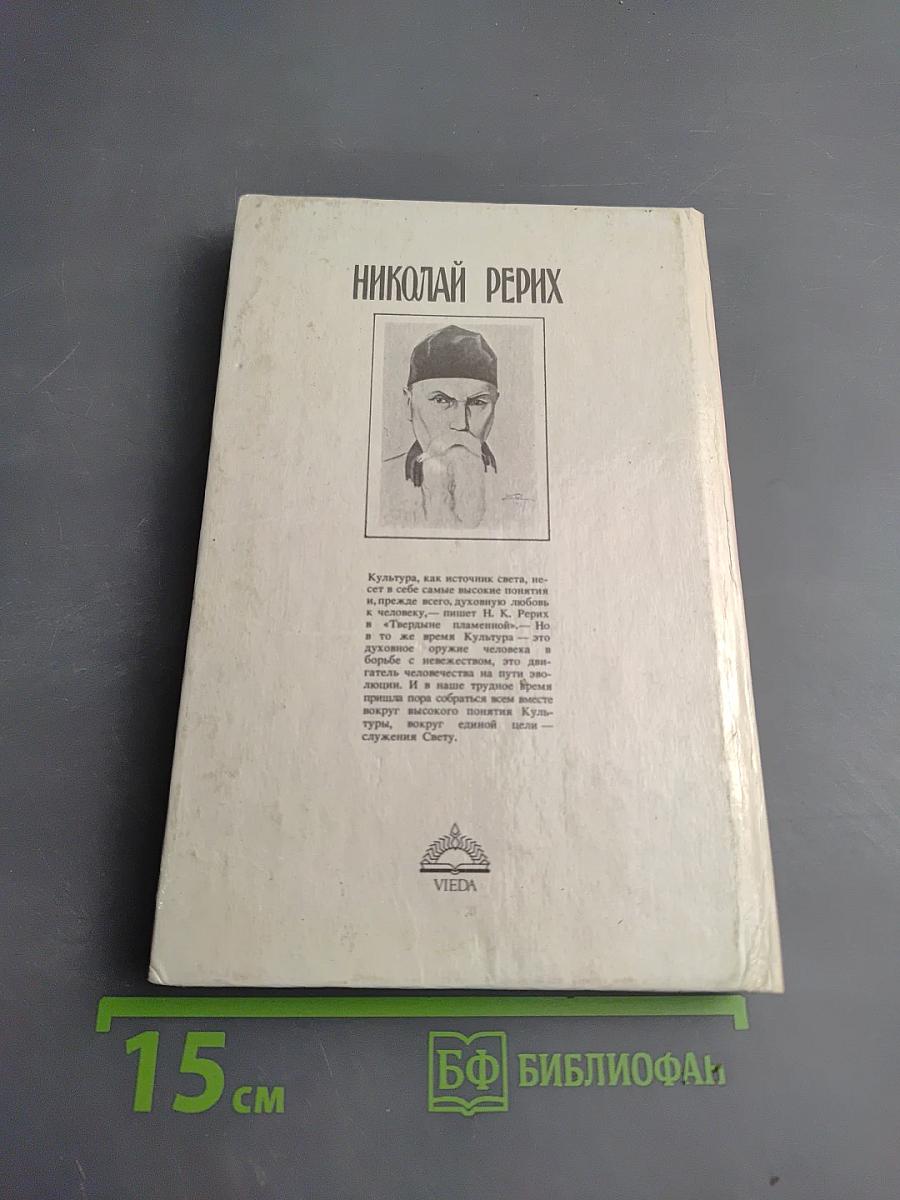 НИКОЛАЙ РЕРИХ
Культура, как источник света, не-
сет в себе самые высокие понятия
и, прежде всего, духовную любовь
к человеку,— пишет Н. К. Рерих
в «Твердыне пламенной».— Но
в то же время Культура — это
духовное оружие человека в
борьбе с невежеством, это дви-
гатель человечества на пути эво-
люции. И в наше трудное время
пришла пора собраться всем вместе
вокруг высокого понятия Куль-
туры, вокруг единой цели —
служения Свету.
VIEDA
15 см
БФ БИБЛИОФАН